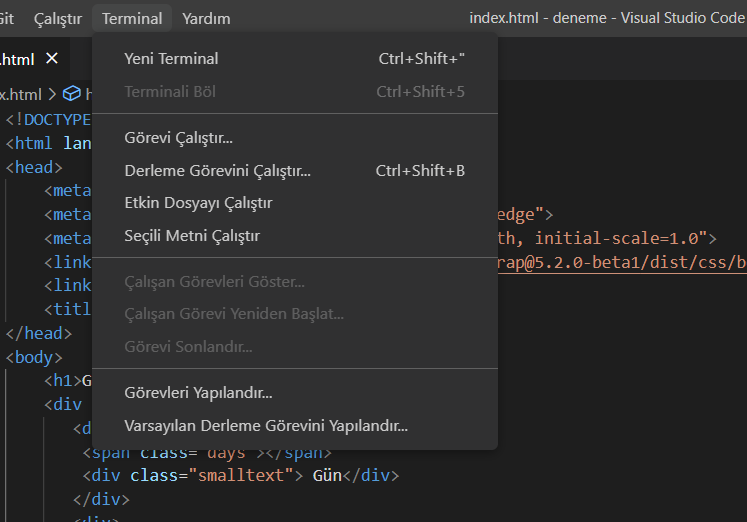 Git Çalıştır Terminal Yardım index.html - deneme - Visual Studio Code
.html ×
x.html > h
Yeni Terminal Ctrl+Shift+"
Terminali Böl Ctrl+Shift+5
<!DOCTYPE
Görevi Çalıştır...
<html lan
<head>
Derleme Görevini Çalıştır... Ctrl+Shift+B
<meta
Etkin Dosyayı Çalıştır
<meta edge">
Seçili Metni Çalıştır
<meta th, initial-scale=1.0">
<link rap@5.2.0-beta1/dist/css/b
Çalışan Görevleri Göster...
<link
<titl
Çalışan Görevi Yeniden Başlat...
</head>
Görevi Sonlandır...
<body>
<h1>G
Görevleri Yapılandır...
<div
<d
Varsayılan Derleme Görevini Yapılandır...
<span class="days"></span>
<div class="smalltext"> Gün</div>
</div>
<div>